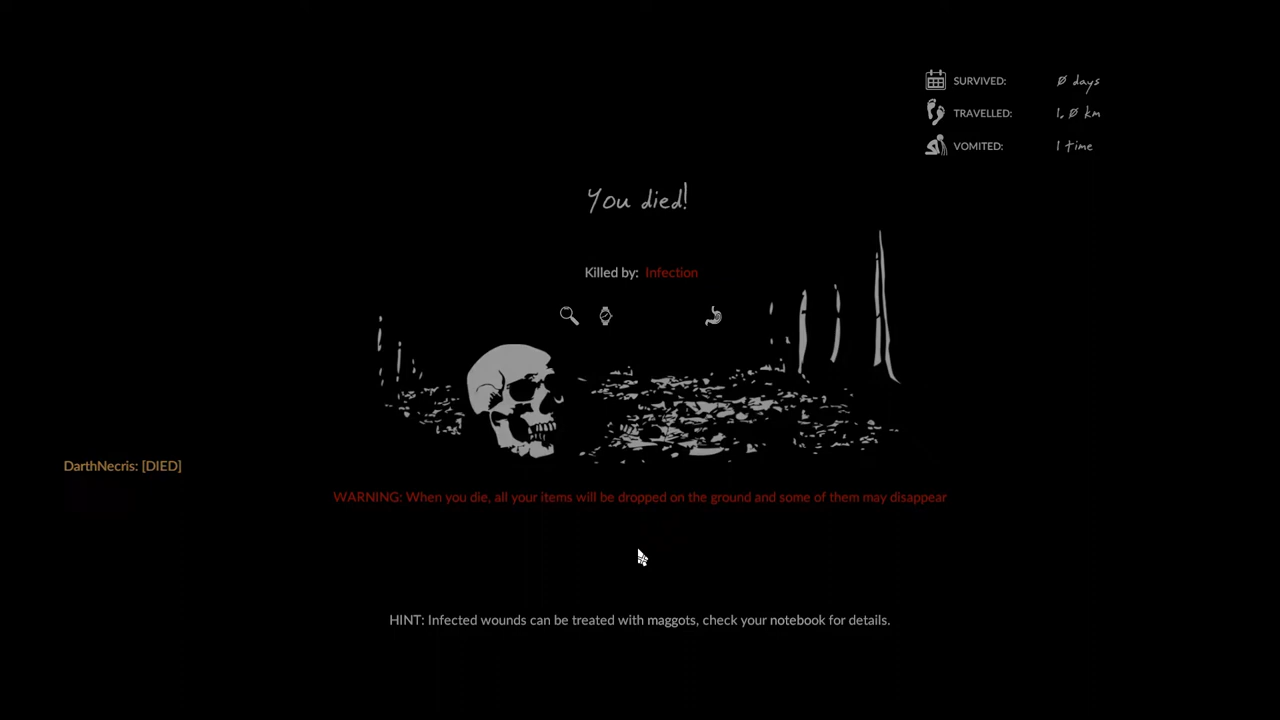 SURVIVED: 0 days
TRAVELLED: 1.0 km
VOMITED: 1 time
You died!
Killed by: Infection
DarthNecris: [DIED]
WARNING: When you die, all your items will be dropped on the ground and some of them may disappear
HINT: Infected wounds can be treated with maggots, check your notebook for details.